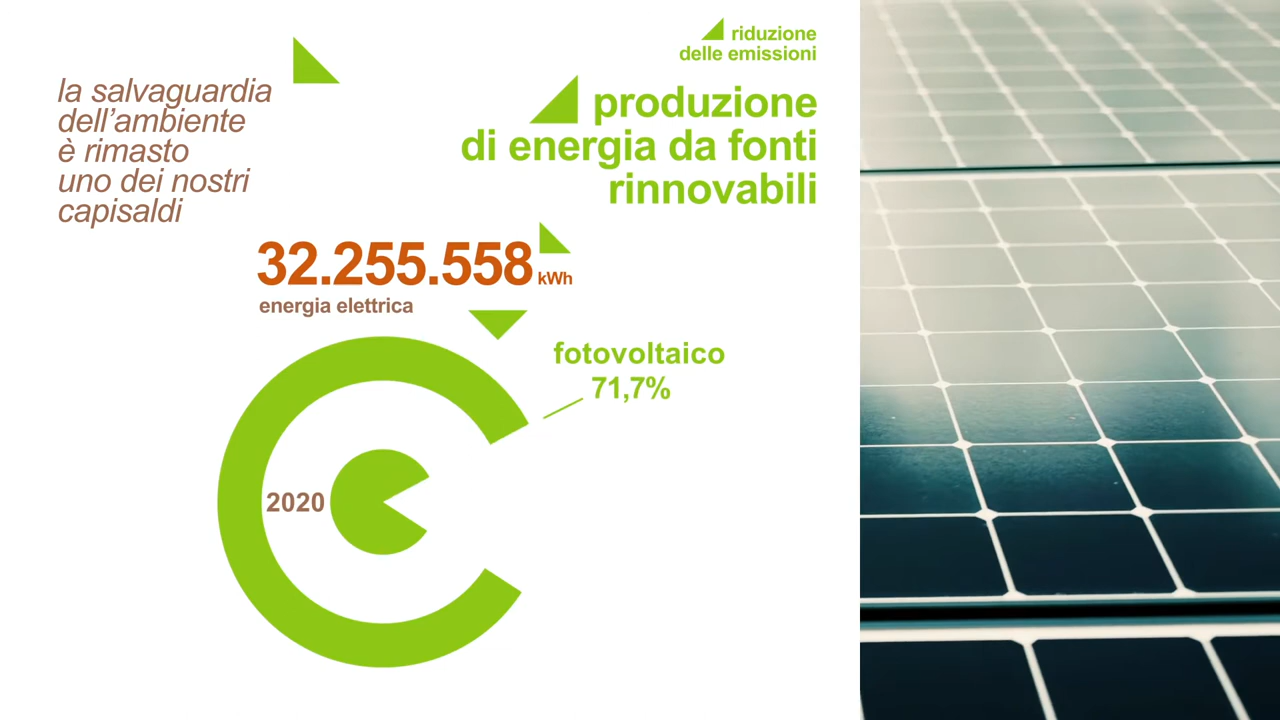 la salvaguardia
dell'ambiente
è rimasto
uno dei nostri
capisaldi
riduzione
delle emissioni
produzione
di energia da fonti
rinnovabili
32.255.558 kWh
energia elettrica
fotovoltaico
71,7%
2020